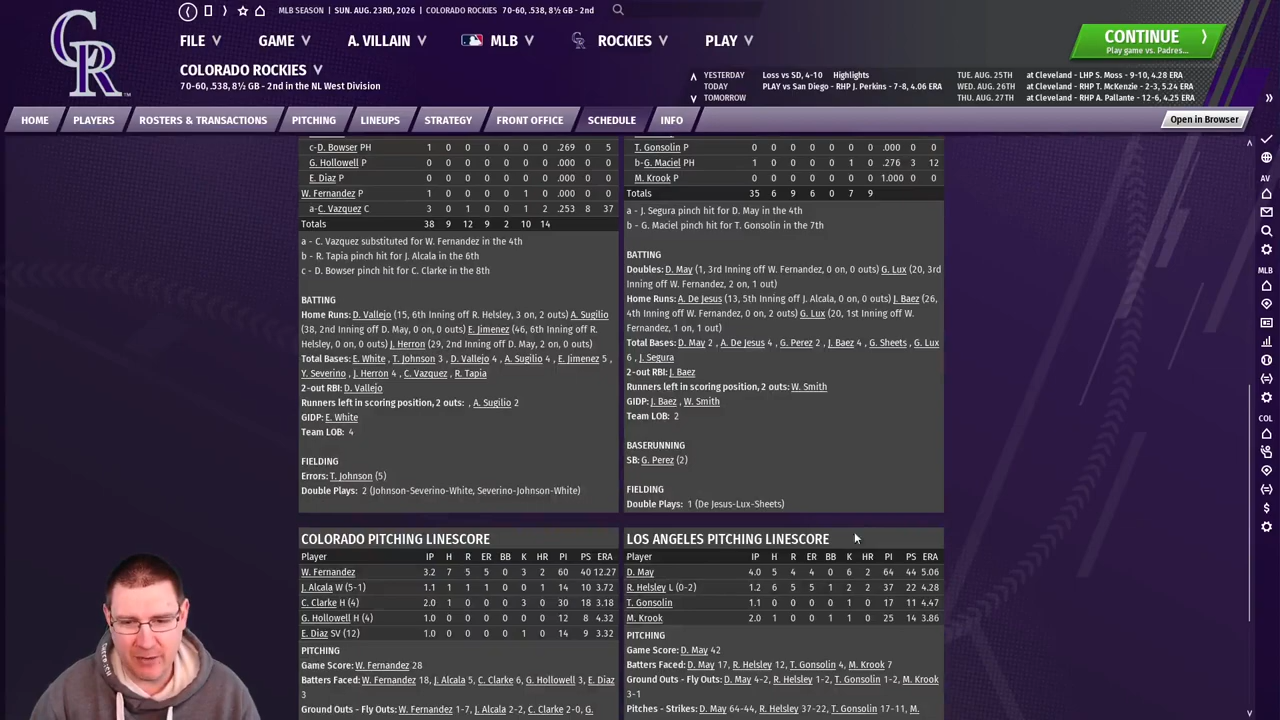 MLB SEASON | SUN. AUG. 23RD, 2026 | COLORADO ROCKIES 70-60, .538, 8½ GB - 2nd
FILE GAME A. VILLAIN MLB ROCKIES PLAY
CONTINUE
Play game vs. Padres...
COLORADO ROCKIES
70-60, .538, 8½ GB - 2nd in the NL West Division
YESTERDAY Loss vs SD, 4-10 Highlights
TODAY PLAY vs San Diego - RHP J. Perkins - 7-8, 4.06 ERA
TOMORROW
TUE. AUG. 25TH at Cleveland - LHP S. Moss - 9-10, 4.28 ERA
WED. AUG. 26TH at Cleveland - RHP T. McKenzie - 2-3, 5.24 ERA
THU. AUG. 27TH at Cleveland - RHP A. Pallante - 12-6, 4.25 ERA
HOME PLAYERS ROSTERS & TRANSACTIONS PITCHING LINEUPS STRATEGY FRONT OFFICE SCHEDULE INFO
Open in Browser
c-D. Bowser PH 1 0 0 0 0 0 0 .269 0 5
G. Hollowell P 0 0 0 0 0 0 0 .000 0 0
E. Diaz P 0 0 0 0 0 0 0 .000 0 0
W. Fernandez P 1 0 0 0 0 1 0 .000 0 0
a-C. Vazquez C 3 0 1 0 0 1 2 .253 8 37
Totals 38 9 12 9 2 10 14
a - C. Vazquez substituted for W. Fernandez in the 4th
b - R. Tapia pinch hit for J. Alcala in the 6th
c - D. Bowser pinch hit for C. Clarke in the 8th
BATTING
Home Runs: D. Vallejo (15, 6th Inning off R. Helsley, 3 on, 2 outs) A. Sugilio
(38, 2nd Inning off D. May, 0 on, 0 outs) E. Jimenez (46, 6th Inning off R.
Helsley, 0 on, 0 outs) J. Herron (29, 2nd Inning off D. May, 2 on, 0 outs)
Total Bases: E. White , T. Johnson 3 , D. Vallejo 4 , A. Sugilio 4 , E. Jimenez 5 ,
Y. Severino , J. Herron 4 , C. Vazquez , R. Tapia
2-out RBI: D. Vallejo
Runners left in scoring position, 2 outs: , A. Sugilio 2
GIDP: E. White
Team LOB: 4
FIELDING
Errors: T. Johnson (5)
Double Plays: 2 (Johnson-Severino-White, Severino-Johnson-White)
T. Gonsolin P 0 0 0 0 0 0 0 .000 0 0
b-G. Maciel PH 1 0 0 0 0 1 0 .276 3 12
M. Krook P 0 0 0 0 0 0 0 1.000 0 0
Totals 35 6 9 6 0 7 9
a - J. Segura pinch hit for D. May in the 4th
b - G. Maciel pinch hit for T. Gonsolin in the 7th
BATTING
Doubles: D. May (1, 3rd Inning off W. Fernandez, 0 on, 0 outs) G. Lux (20, 3rd
Inning off W. Fernandez, 2 on, 1 out)
Home Runs: A. De Jesus (13, 5th Inning off J. Alcala, 0 on, 0 outs) J. Baez (26,
4th Inning off W. Fernandez, 0 on, 2 outs) G. Lux (20, 1st Inning off W.
Fernandez, 1 on, 1 out)
Total Bases: D. May 2 , A. De Jesus 4 , G. Perez 2 , J. Baez 4 , G. Sheets , G. Lux
6 , J. Segura
2-out RBI: J. Baez
Runners left in scoring position, 2 outs: W. Smith
GIDP: J. Baez , W. Smith
Team LOB: 2
BASERUNNING
SB: G. Perez (2)
FIELDING
Double Plays: 1 (De Jesus-Lux-Sheets)
COLORADO PITCHING LINESCORE
Player IP H R ER BB K HR PI PS ERA
W. Fernandez 3.2 7 5 5 0 3 2 60 40 12.27
J. Alcala W (5-1) 1.1 1 1 1 0 0 1 14 10 3.72
C. Clarke H (4) 2.0 1 0 0 0 3 0 30 18 3.18
G. Hollowell H (4) 1.0 0 0 0 0 0 0 12 8 4.32
E. Diaz SV (12) 1.0 0 0 0 0 1 0 14 9 3.32
PITCHING
Game Score: W. Fernandez 28
Batters Faced: W. Fernandez 18, J. Alcala 5, C. Clarke 6, G. Hollowell 3, E. Diaz
3
Ground Outs - Fly Outs: W. Fernandez 1-7, J. Alcala 2-2, C. Clarke 2-0, G.
LOS ANGELES PITCHING LINESCORE
Player IP H R ER BB K HR PI PS ERA
D. May 4.0 5 4 4 0 6 2 64 44 5.06
R. Helsley L (0-2) 1.2 6 5 5 1 2 2 37 22 4.28
T. Gonsolin 1.1 0 0 0 0 1 0 17 11 4.47
M. Krook 2.0 1 0 0 1 1 0 25 14 3.86
PITCHING
Game Score: D. May 42
Batters Faced: D. May 17, R. Helsley 12, T. Gonsolin 4, M. Krook 7
Ground Outs - Fly Outs: D. May 4-2, R. Helsley 1-2, T. Gonsolin 1-2, M. Krook
3-1
Pitches - Strikes: D. May 64-44, R. Helsley 37-22, T. Gonsolin 17-11, M.
AV
MLB
COL
CR